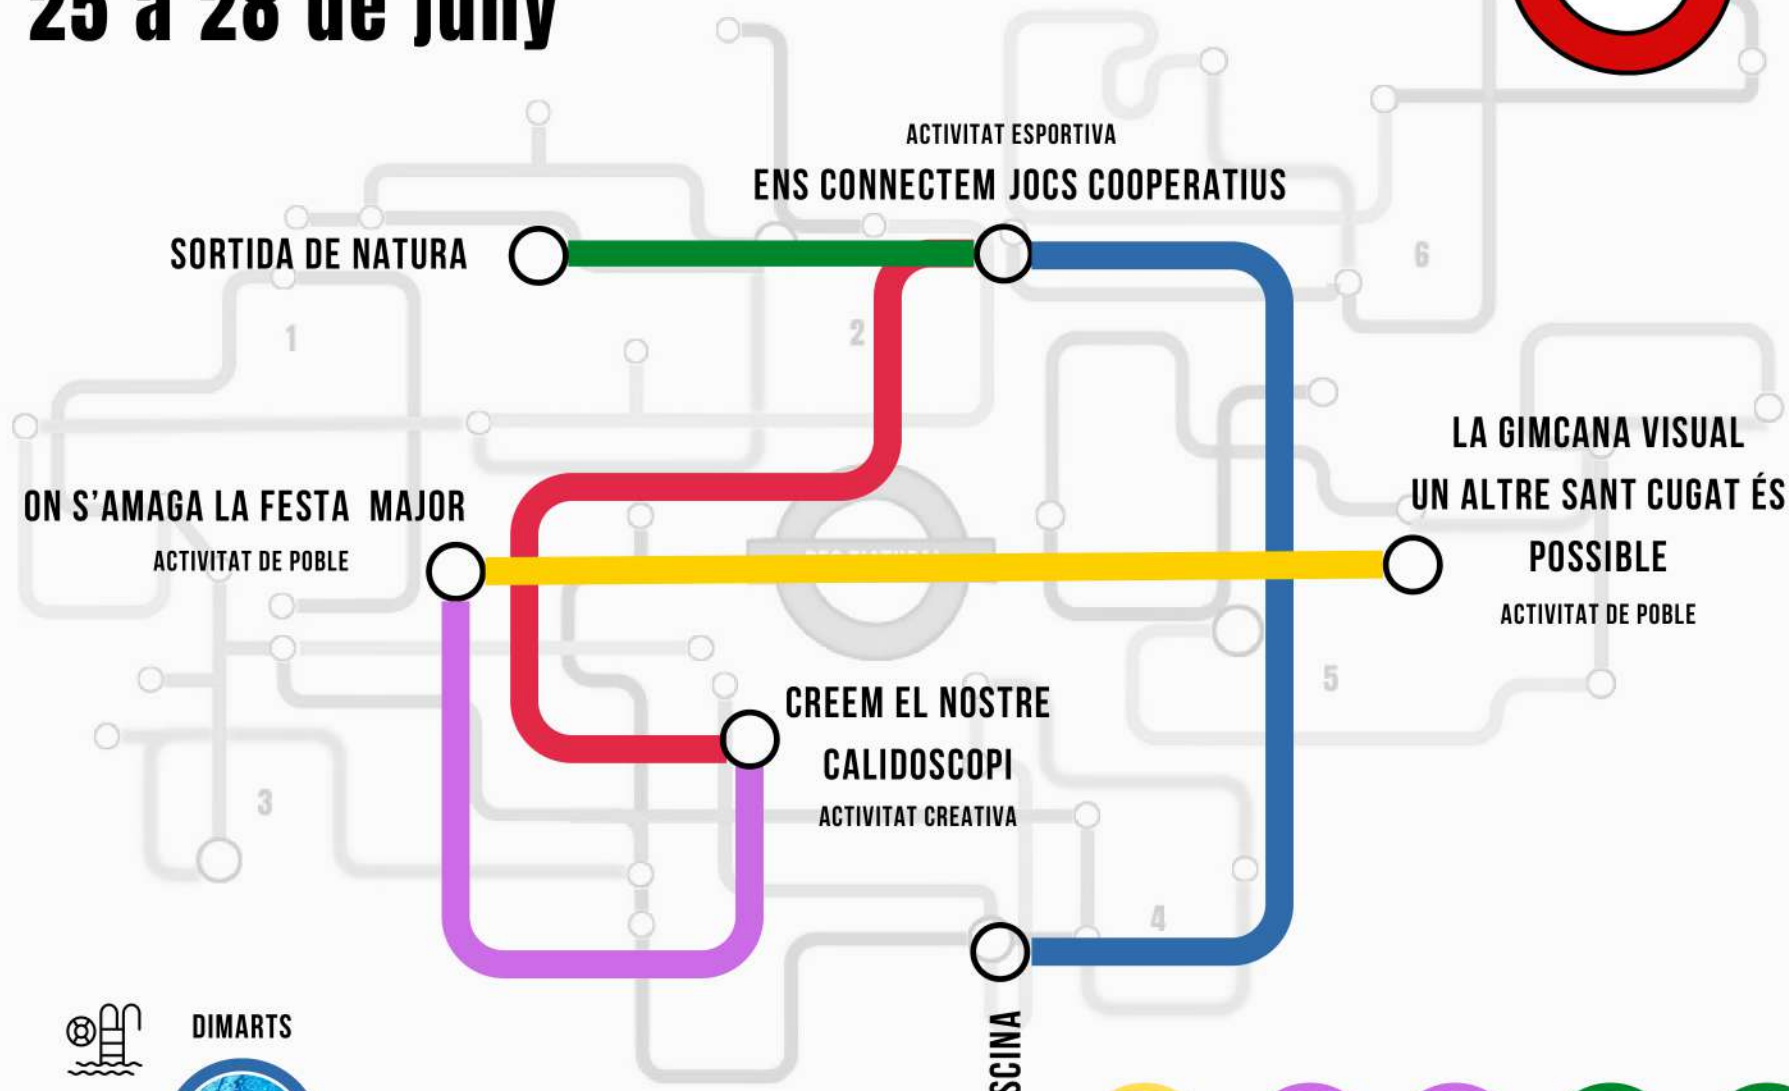 25 a 28 de juny
ACTIVITAT ESPORTIVA
ENS CONNECTEM JOCS COOPERATIUS
SORTIDA DE NATURA
6
1
2
LA GIMCANA VISUAL
UN ALTRE SANT CUGAT ÉS
POSSIBLE
ACTIVITAT DE POBLE
ON S'AMAGA LA FESTA MAJOR
ACTIVITAT DE POBLE
5
CREEM EL NOSTRE
CALIDOSCOPI
ACTIVITAT CREATIVA
3
4
DIMARTS
SCINA